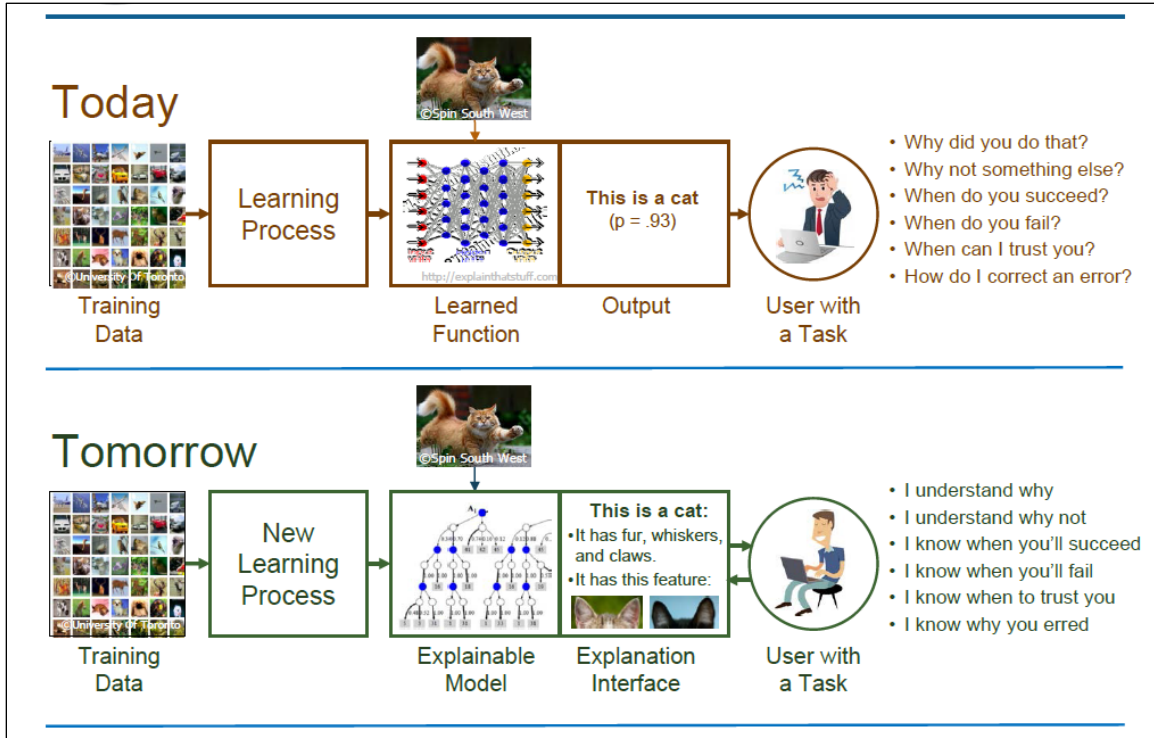 Today
©Spin South West
• Why did you do that?
• Why not something else?
• When do you succeed?
• When do you fail?
• When can I trust you?
• How do I correct an error?
Learning
Process
This is a cat
(p = .93)
©University Of Toronto
http://explainthatstuff.com
Training
Data
Learned
Function
Output
User with
a Task
Tomorrow
©Spin South West
New
Learning
Process
This is a cat:
•It has fur, whiskers,
and claws.
•It has this feature:
• I understand why
• I understand why not
• I know when you'll succeed
• I know when you'll fail
• I know when to trust you
• I know why you erred
©University Of Toronto
Training
Data
Explainable
Model
Explanation
Interface
User with
a Task